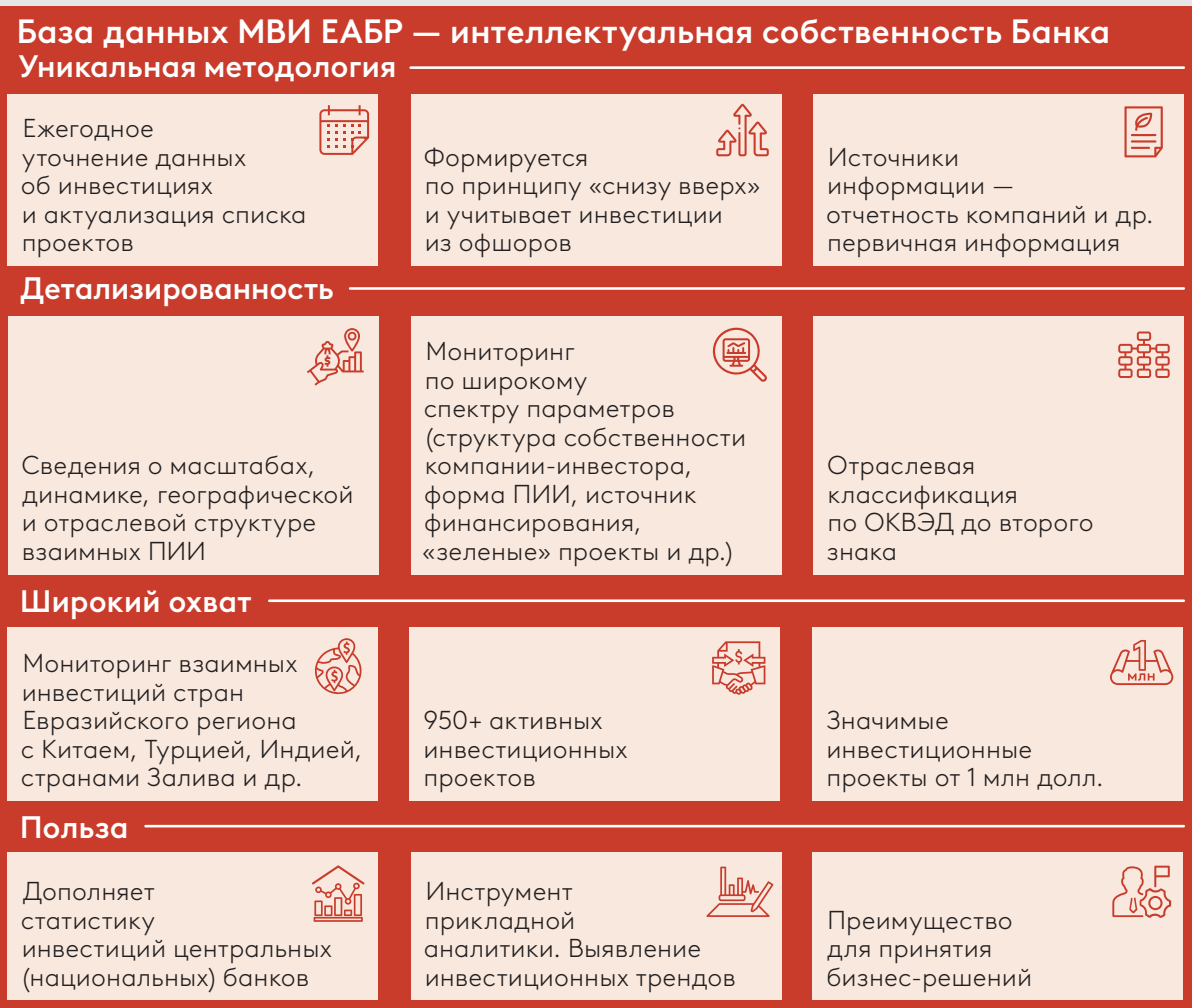 База данных МВИ ЕАБР — интеллектуальная собственность Банка
Уникальная методология
Ежегодное
уточнение данных
об инвестициях
и актуализация списка
проектов
Формируется
по принципу «снизу вверх»
и учитывает инвестиции
из офшоров
Источники
информации —
отчетность компаний и др.
первичная информация
Детализированность
Сведения о масштабах,
динамике, географической
и отраслевой структуре
взаимных ПИИ
Мониторинг
по широкому
спектру параметров
(структура собственности
компании-инвестора,
форма ПИИ, источник
финансирования,
«зеленые» проекты и др.)
Отраслевая
классификация
по ОКВЭД до второго
знака
Широкий охват
Мониторинг взаимных
инвестиций стран
Евразийского региона
с Китаем, Турцией, Индией,
странами Залива и др.
950+ активных
инвестиционных
проектов
1
МЛН
Значимые
инвестиционные
проекты от 1 млн долл.
Польза
Дополняет
статистику
инвестиций центральных
(национальных) банков
Инструмент
прикладной
аналитики. Выявление
инвестиционных трендов
Преимущество
для принятия
бизнес-решений